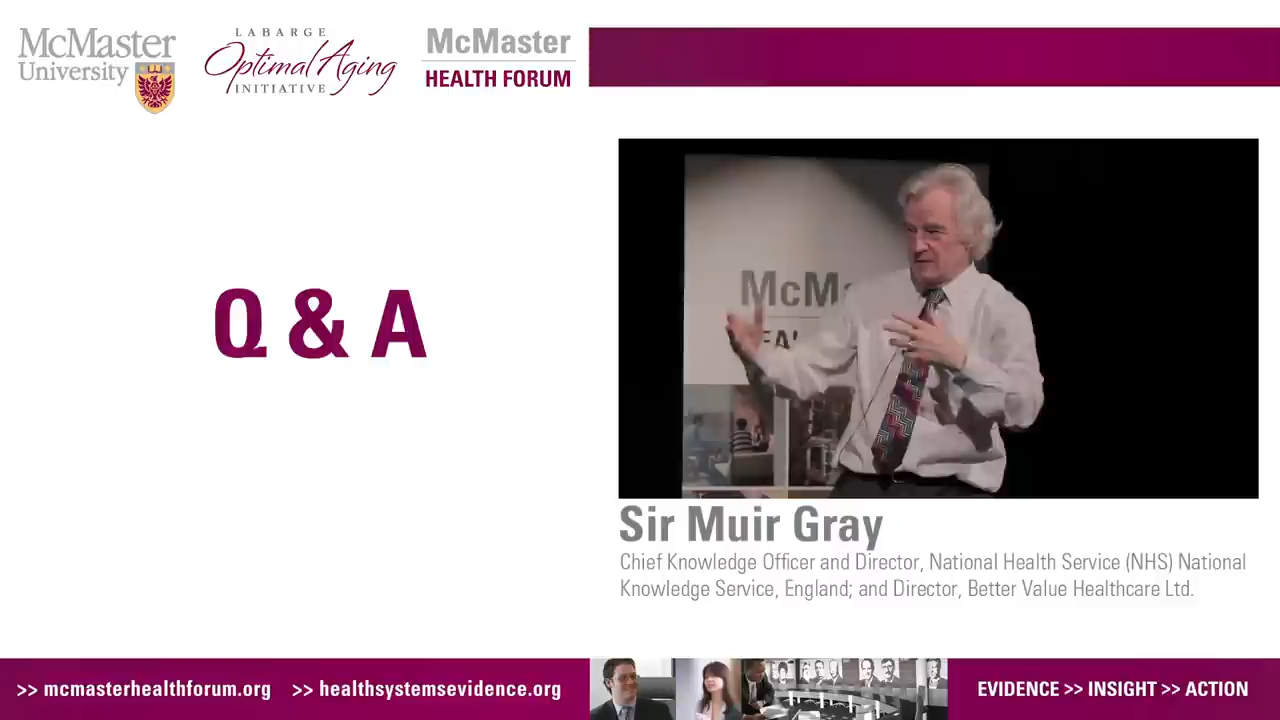 McMaster
University
LABARGE
Optimal Aging
INITIATIVE
McMaster
HEALTH FORUM
Q & A
McMa
Sir Muir Gray
Chief Knowledge Officer and Director, National Health Service (NHS) National
Knowledge Service, England; and Director, Better Value Healthcare Ltd.
>> mcmasterhealthforum.org >> healthsystemsevidence.org
EVIDENCE >> INSIGHT >> ACTION